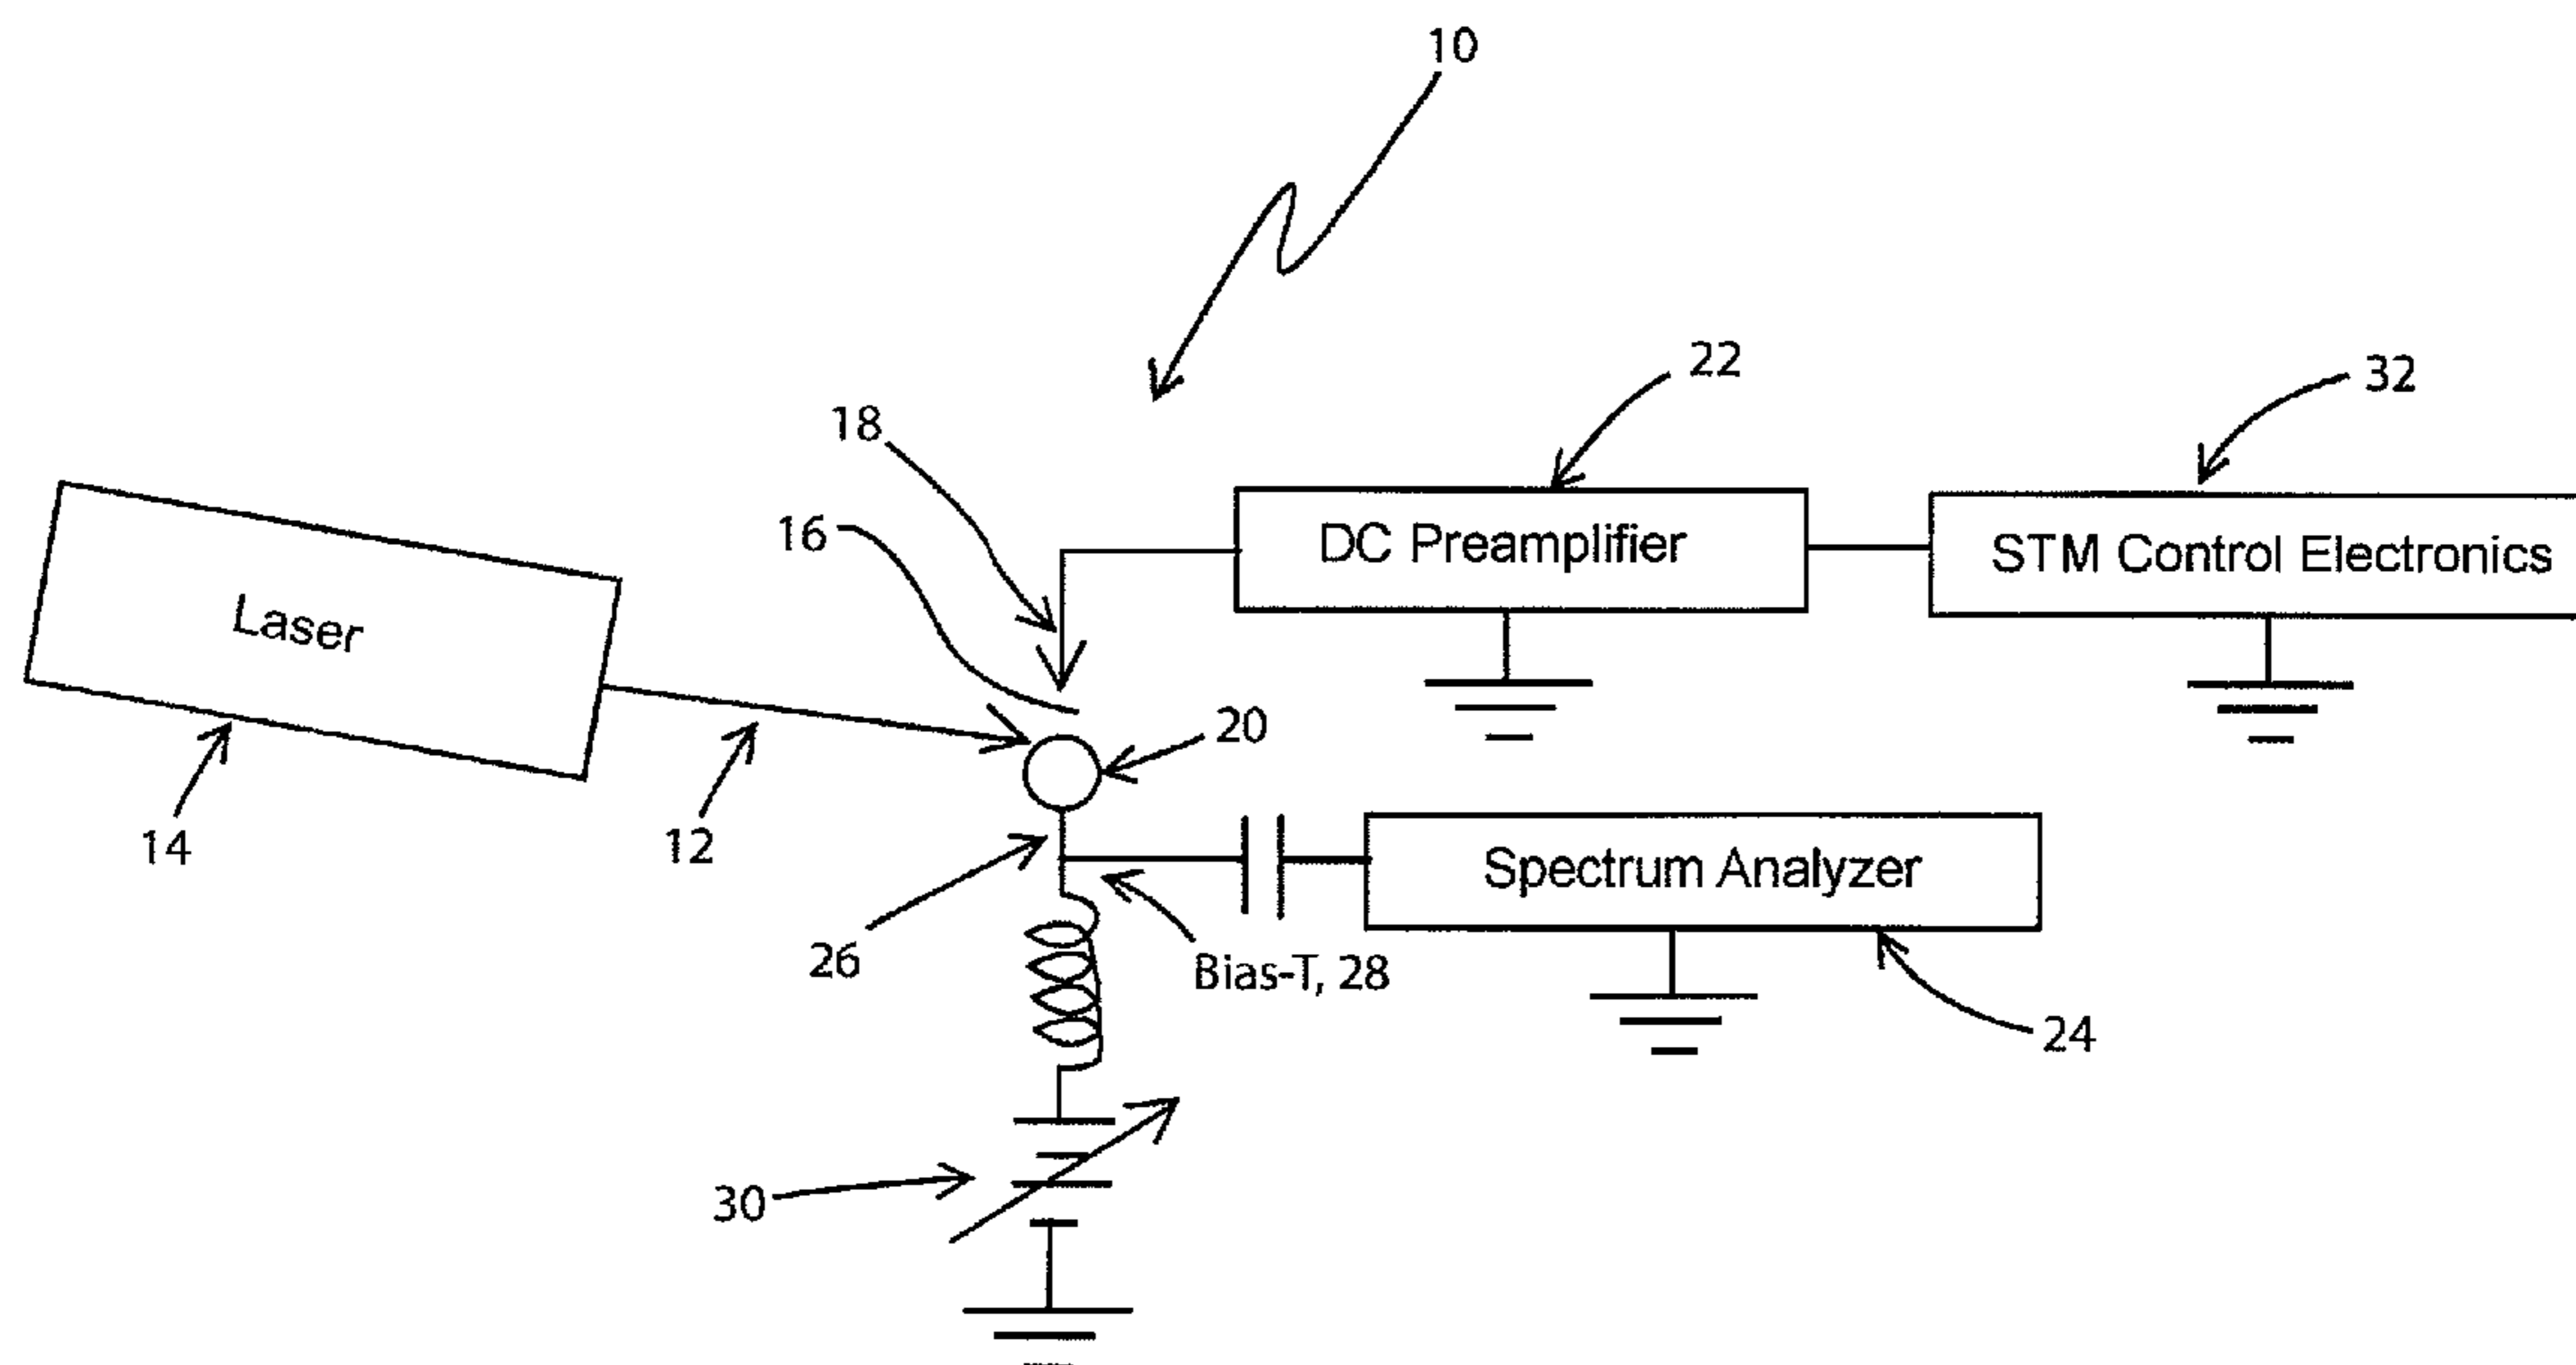 10
22
32
18
16
DC Preamplifier
STM Control Electronics
Laser
20
14
12
Spectrum Analyzer
26
Bias-T, 28
24
30